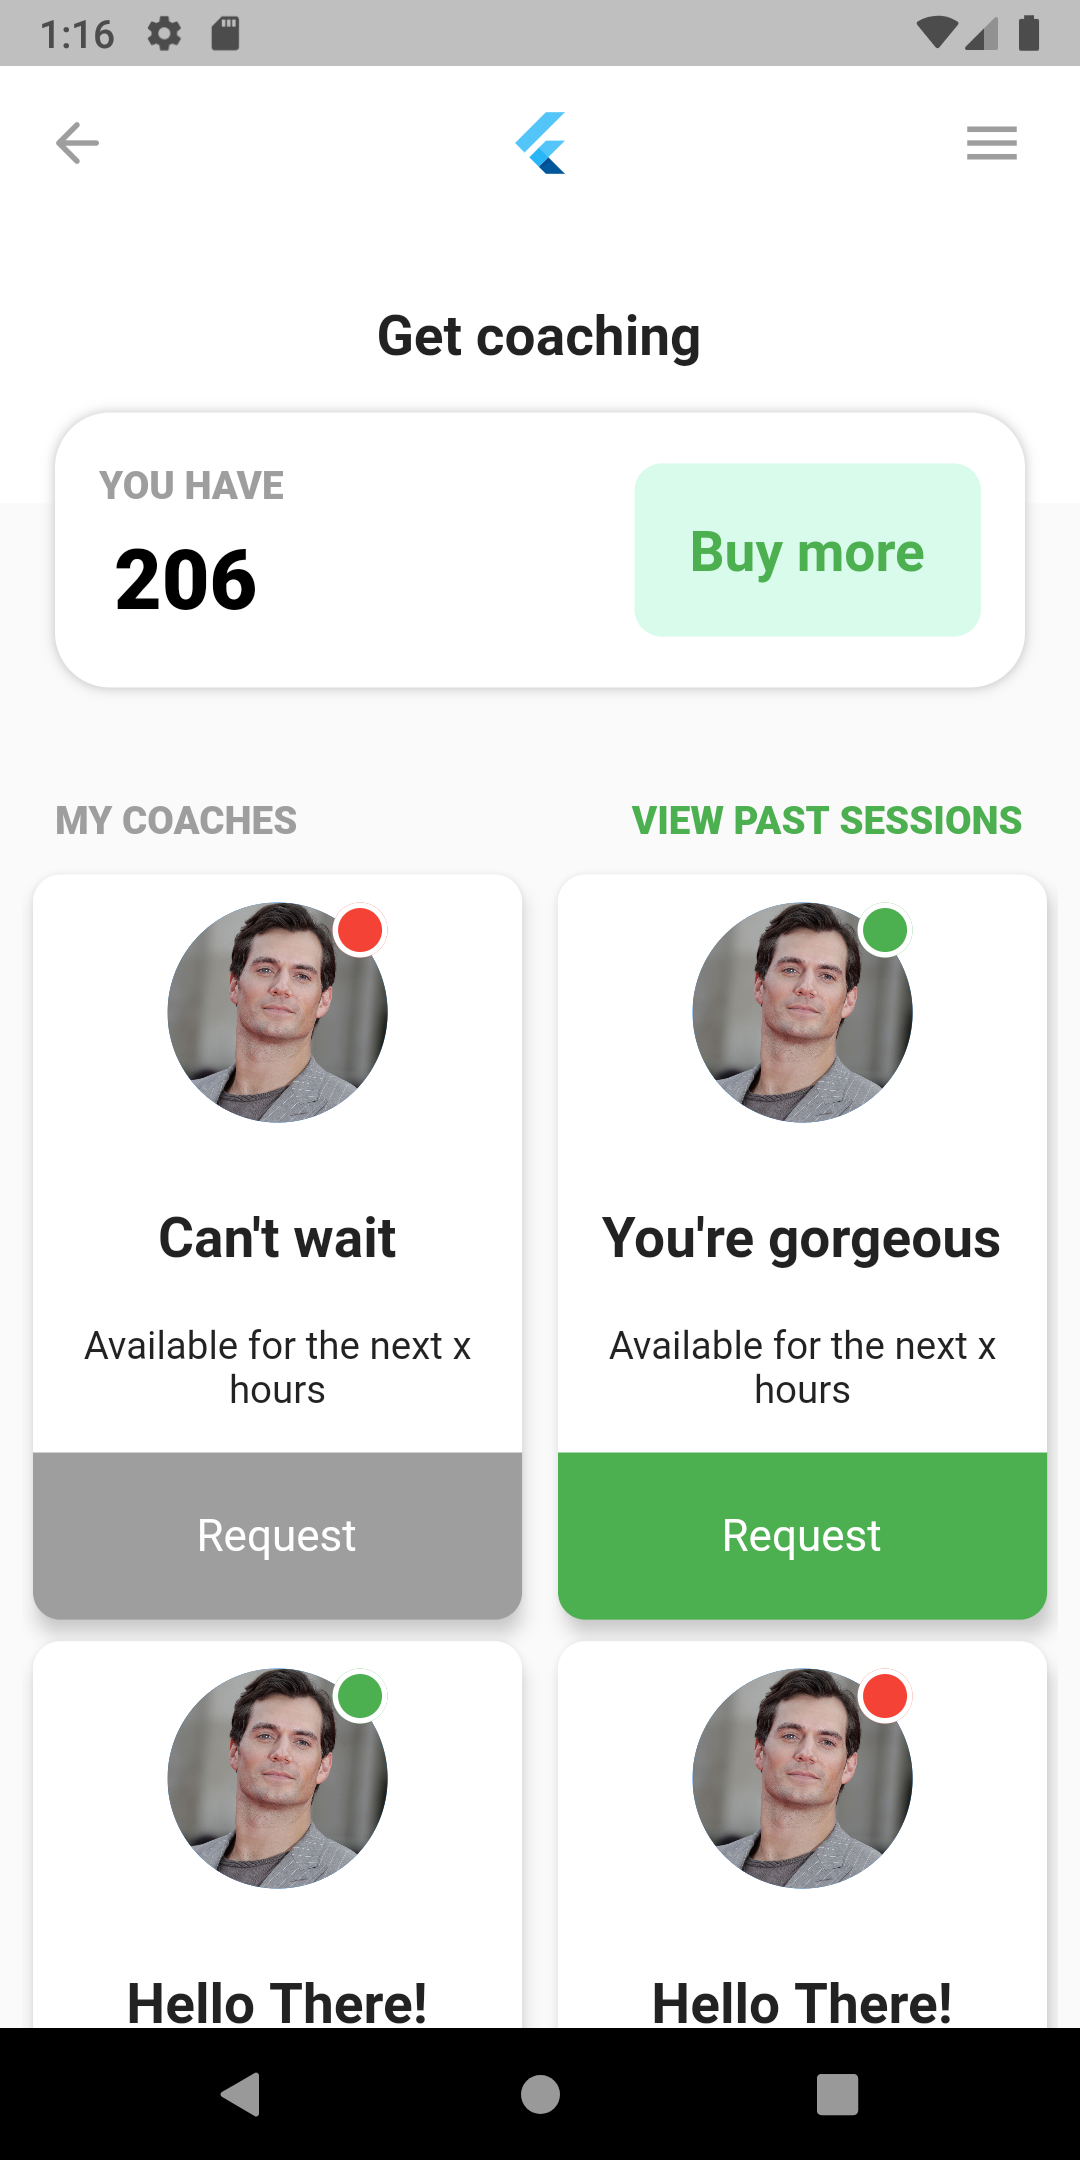 1:16
Get coaching
YOU HAVE
206
Buy more
MY COACHES
VIEW PAST SESSIONS
Can't wait
Available for the next x
hours
Request
You're gorgeous
Available for the next x
hours
Request
Hello There!
Hello There!